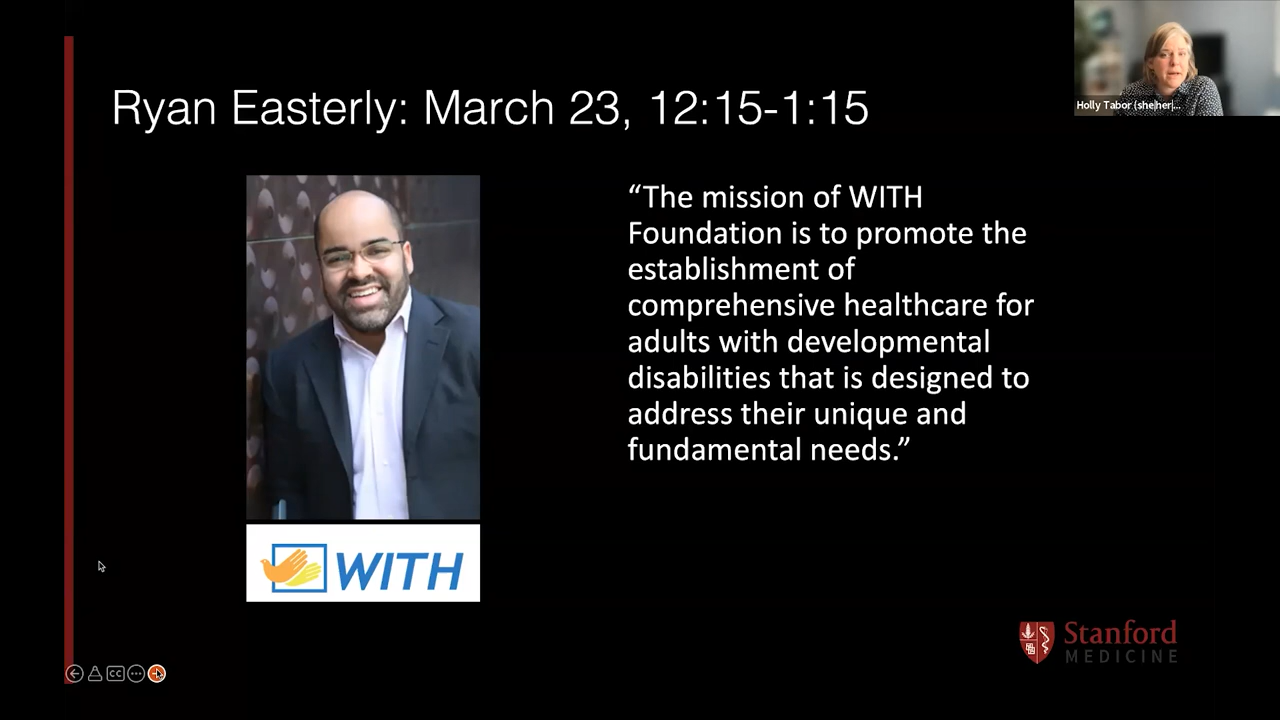 Ryan Easterly: March 23, 12:15-1:15
Holly Tabor (she|her|...
“The mission of WITH
Foundation is to promote the
establishment of
comprehensive healthcare for
adults with developmental
disabilities that is designed to
address their unique and
fundamental needs.”
WITH
Stanford
MEDICINE
CC